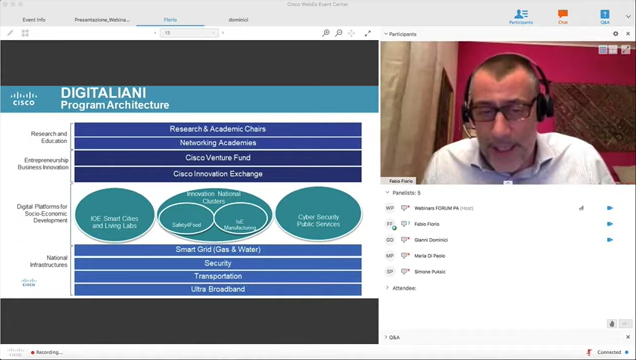 Cisco WebEx Event Center
Event Info
Presentazione_Webina...
Florio
dominici
Participants
Chat
Q&A
15
Participants
DIGITALIANI
Program Architecture
CISCO
Research and
Education
Research & Academic Chairs
Networking Academies
Entrepreneurship
Business Innovation
Cisco Venture Fund
Cisco Innovation Exchange
Digital Platforms for
Socio-Economic
Development
IOE Smart Cities
and Living Labs
Innovation National
Clusters
Safety4Food
IoE
Manufacturing
Cyber Security
Public Services
National
Infrastructures
Smart Grid (Gas & Water)
Security
Transportation
Ultra Broadband
CISCO
Fabio Florio
Panelists: 5
WP
Webinars FORUM PA (Host)
FF
Fabio Florio
GD
Gianni Dominici
MP
Maria Di Paolo
SP
Simone Puksic
Attendee:
Q&A
Recording...
Connected